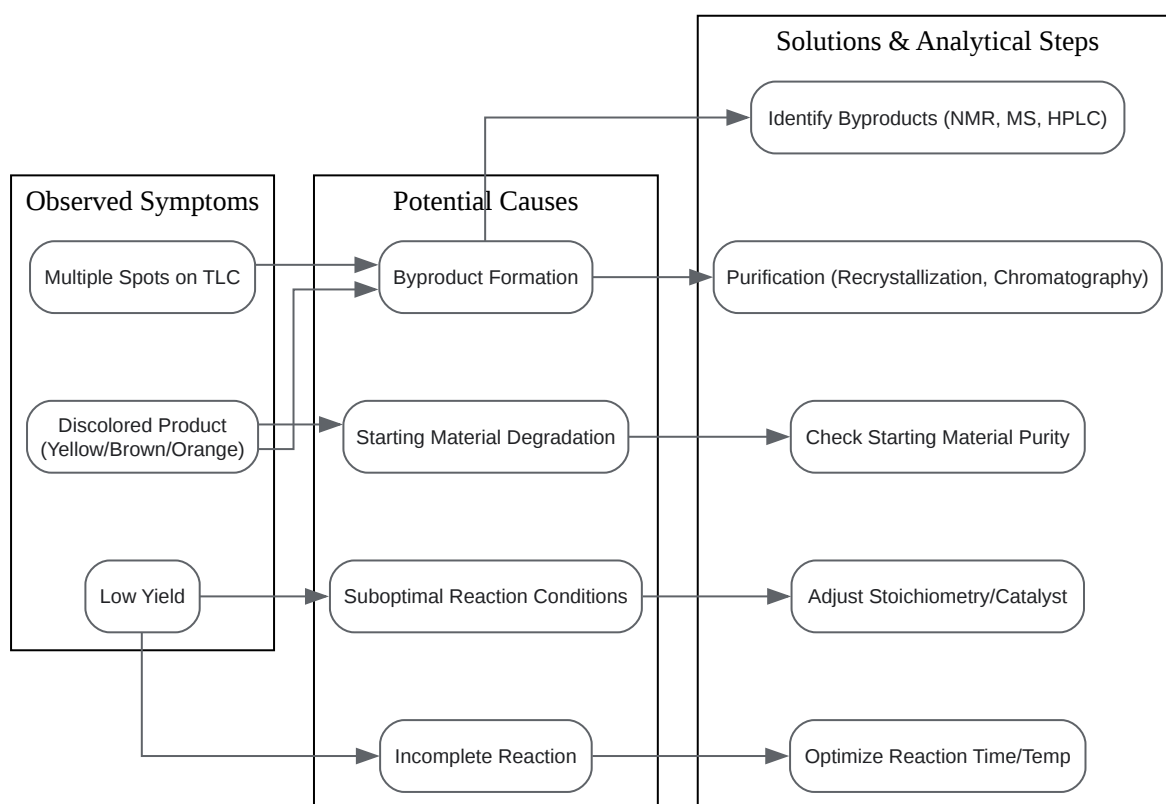 Solutions & Analytical Steps
Identify Byproducts (NMR, MS, HPLC)
Observed Symptoms
Potential Causes
Multiple Spots on TLC
Byproduct Formation
Purification (Recrystallization, Chromatography)
Discolored Product
(Yellow/Brown/Orange)
Starting Material Degradation
Check Starting Material Purity
Low Yield
Suboptimal Reaction Conditions
Adjust Stoichiometry/Catalyst
Incomplete Reaction
Optimize Reaction Time/Temp